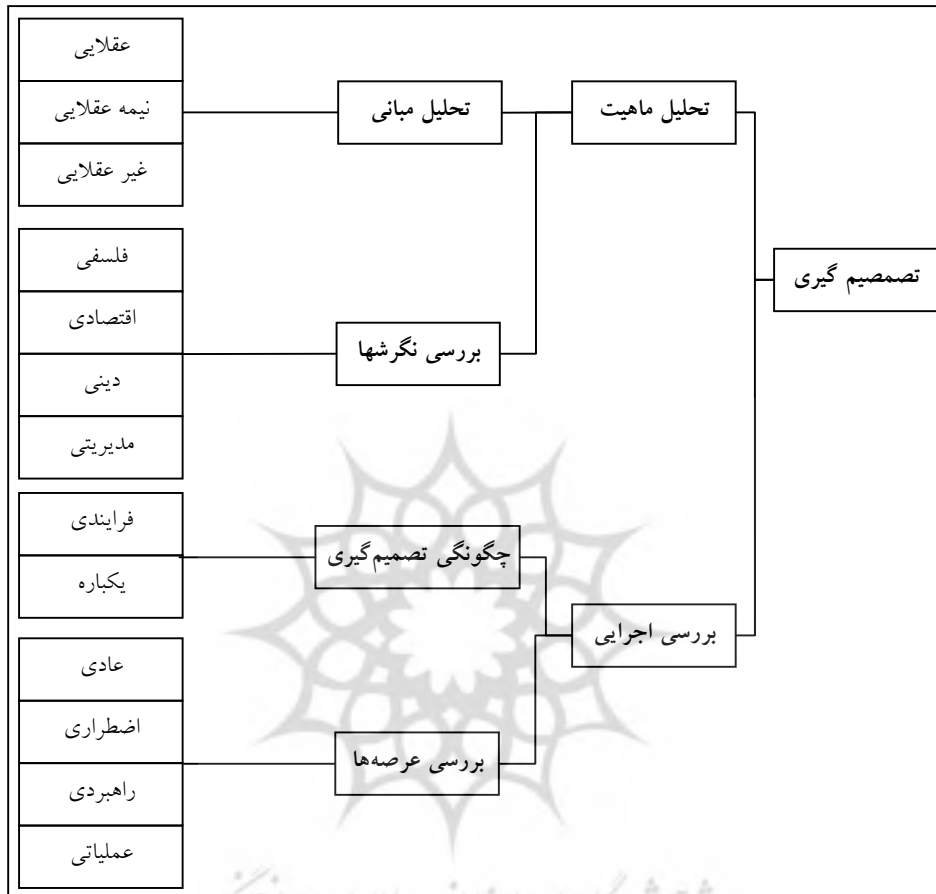 تصمصیم گیری
تحلیل ماهیت
تحلیل مبانی
عقلایی
نیمه عقلایی
غیر عقلایی
بررسی نگرشها
فلسفی
اقتصادی
دینی
مدیریتی
بررسی اجرایی
چگونگی تصمیم‌گیری
فرایندی
یکباره
بررسی عرصه‌ها
عادی
اضطراری
راهبردی
عملیاتی